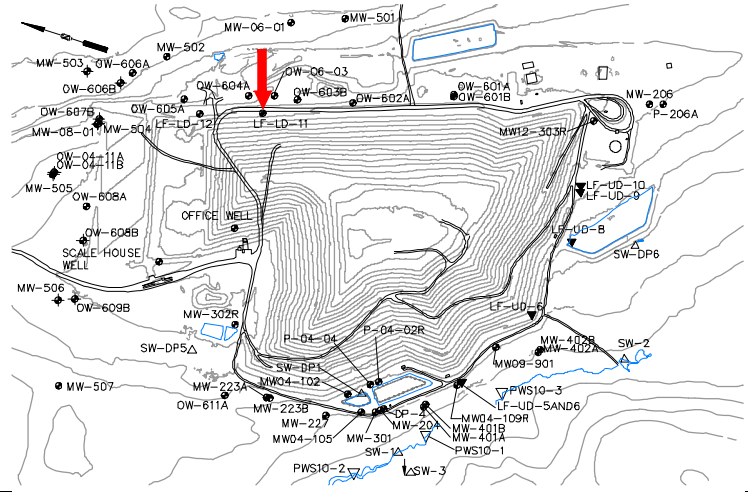 MW-06-01
MW-501
MW-502
MW-503
OW-606A
OW-606B
OW-604A
OW-06-03
OW-603B
OW-602A
OW-601A
OW-601B
MW-206
P-206A
OW-605A
OW-607B
LF-LD-12
LF-LD-11
MW-08-01
MW-504
MW12-303R
OW-04-11A
OW-04-11B
MW-505
LF-UD-10
LF-UD-9
OW-608A
OFFICE WELL
LF-UD-8
OW-608B
SCALE HOUSE
WELL
SW-DP6
MW-506
OW-609B
MW-302R
LF-UD-6
P-04-04
P-04-02R
SW-DP5
SW-DP1
MW-402B
MW-402A
SW-2
MW09-901
MW-507
MW-223A
MW04-102
OW-611A
MW-223B
PWS10-3
LF-UD-5AND6
MW04-109R
MW-227
DP-4
MW-204
MW04-105
MW-301
MW-401B
MW-401A
SW-1
PWS10-1
PWS10-2
SW-3